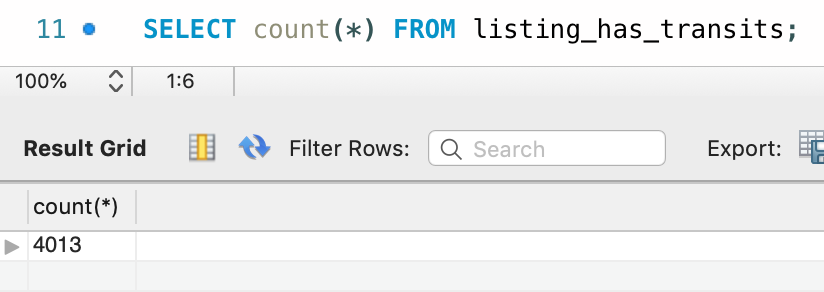 11 SELECT count(*) FROM listing_has_transits;
100% 1:6
Result Grid Filter Rows: Search Export:
count(*)
4013